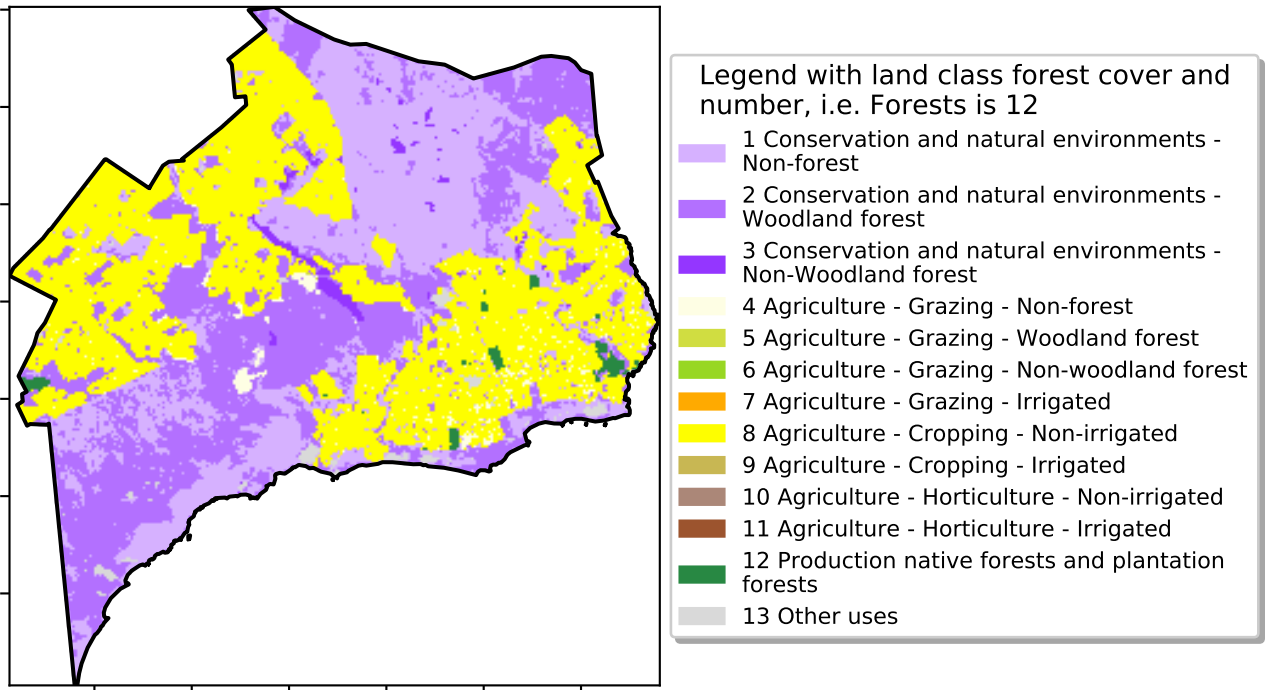 Legend with land class forest cover and
number, i.e. Forests is 12
1 Conservation and natural environments -
Non-forest
2 Conservation and natural environments -
Woodland forest
3 Conservation and natural environments -
Non-Woodland forest
4 Agriculture - Grazing - Non-forest
5 Agriculture - Grazing - Woodland forest
6 Agriculture - Grazing - Non-woodland forest
7 Agriculture - Grazing - Irrigated
8 Agriculture - Cropping - Non-irrigated
9 Agriculture - Cropping - Irrigated
10 Agriculture - Horticulture - Non-irrigated
11 Agriculture - Horticulture - Irrigated
12 Production native forests and plantation
forests
13 Other uses